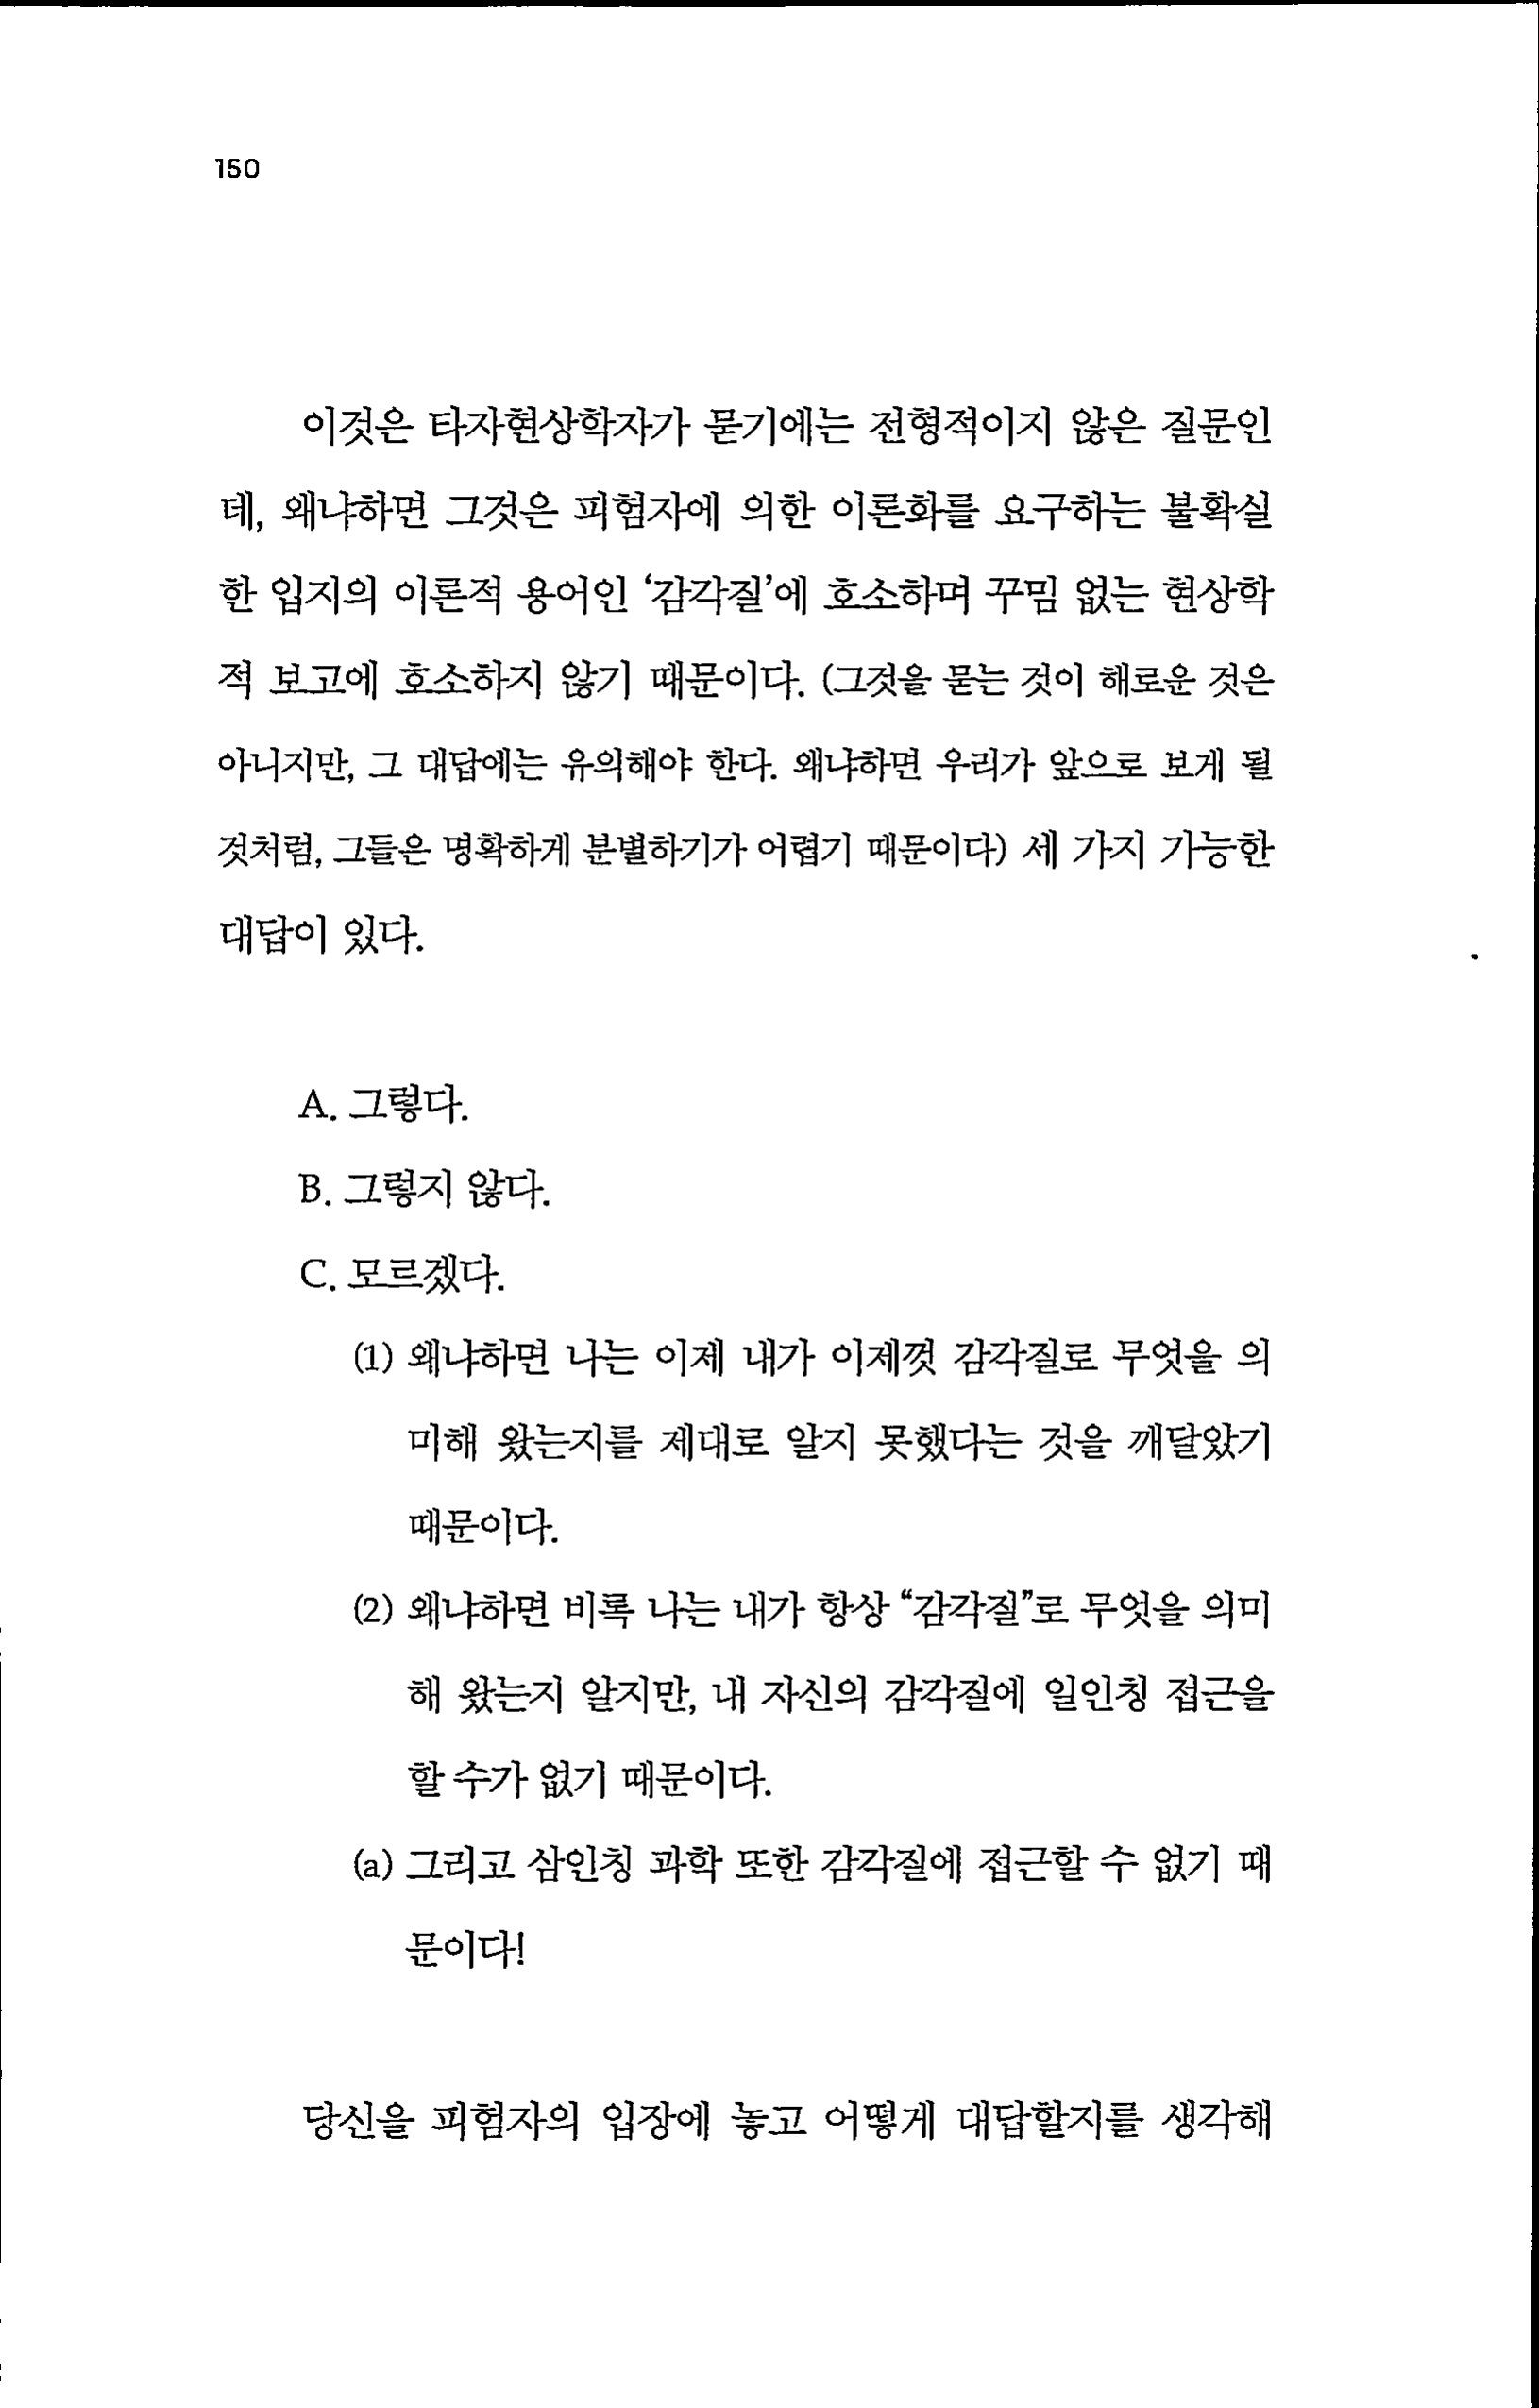 150
이것은 타자현상학자가 묻기에는 전형적이지 않은 질문인
데, 왜냐하면 그것은 피험자에 의한 이론화를 요구하는 불확실
한 입지의 이론적 용어인 ‘감각질’에 호소하며 꾸밈 없는 현상학
적 보고에 호소하지 않기 때문이다. (그것을 묻는 것이 해로운 것은
아니지만, 그 대답에는 유의해야 한다. 왜냐하면 우리가 앞으로 보게 될
것처럼, 그들은 명확하게 분별하기가 어렵기 때문이다) 세 가지 가능한
대답이 있다.
A. 그렇다.
B. 그렇지 않다.
C. 모르겠다.
(1) 왜냐하면 나는 이제 내가 이제껏 감각질로 무엇을 의
미해 왔는지를 제대로 알지 못했다는 것을 깨달았기
때문이다.
(2) 왜냐하면 비록 나는 내가 항상 “감각질”로 무엇을 의미
해 왔는지 알지만, 내 자신의 감각질에 일인칭 접근을
할 수가 없기 때문이다.
(a) 그리고 삼인칭 과학 또한 감각질에 접근할 수 없기 때
문이다!
당신을 피험자의 입장에 놓고 어떻게 대답할지를 생각해